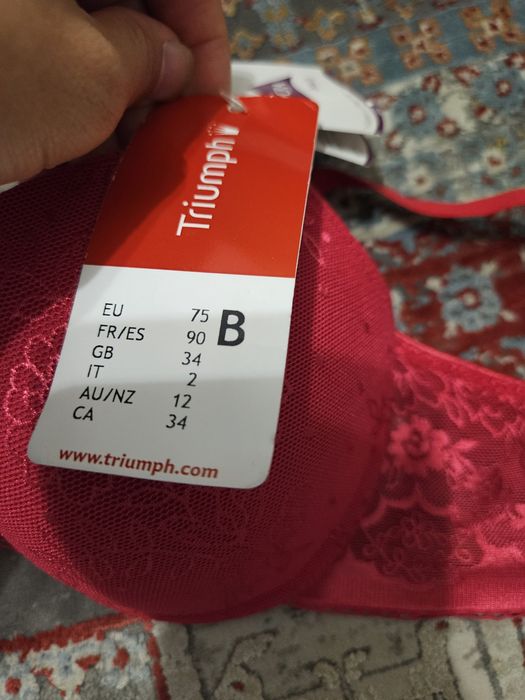 Triumph
EU 75 B
FR/ES 90
GB 34
IT 2
AU/NZ 12
CA 34
www.triumph.com